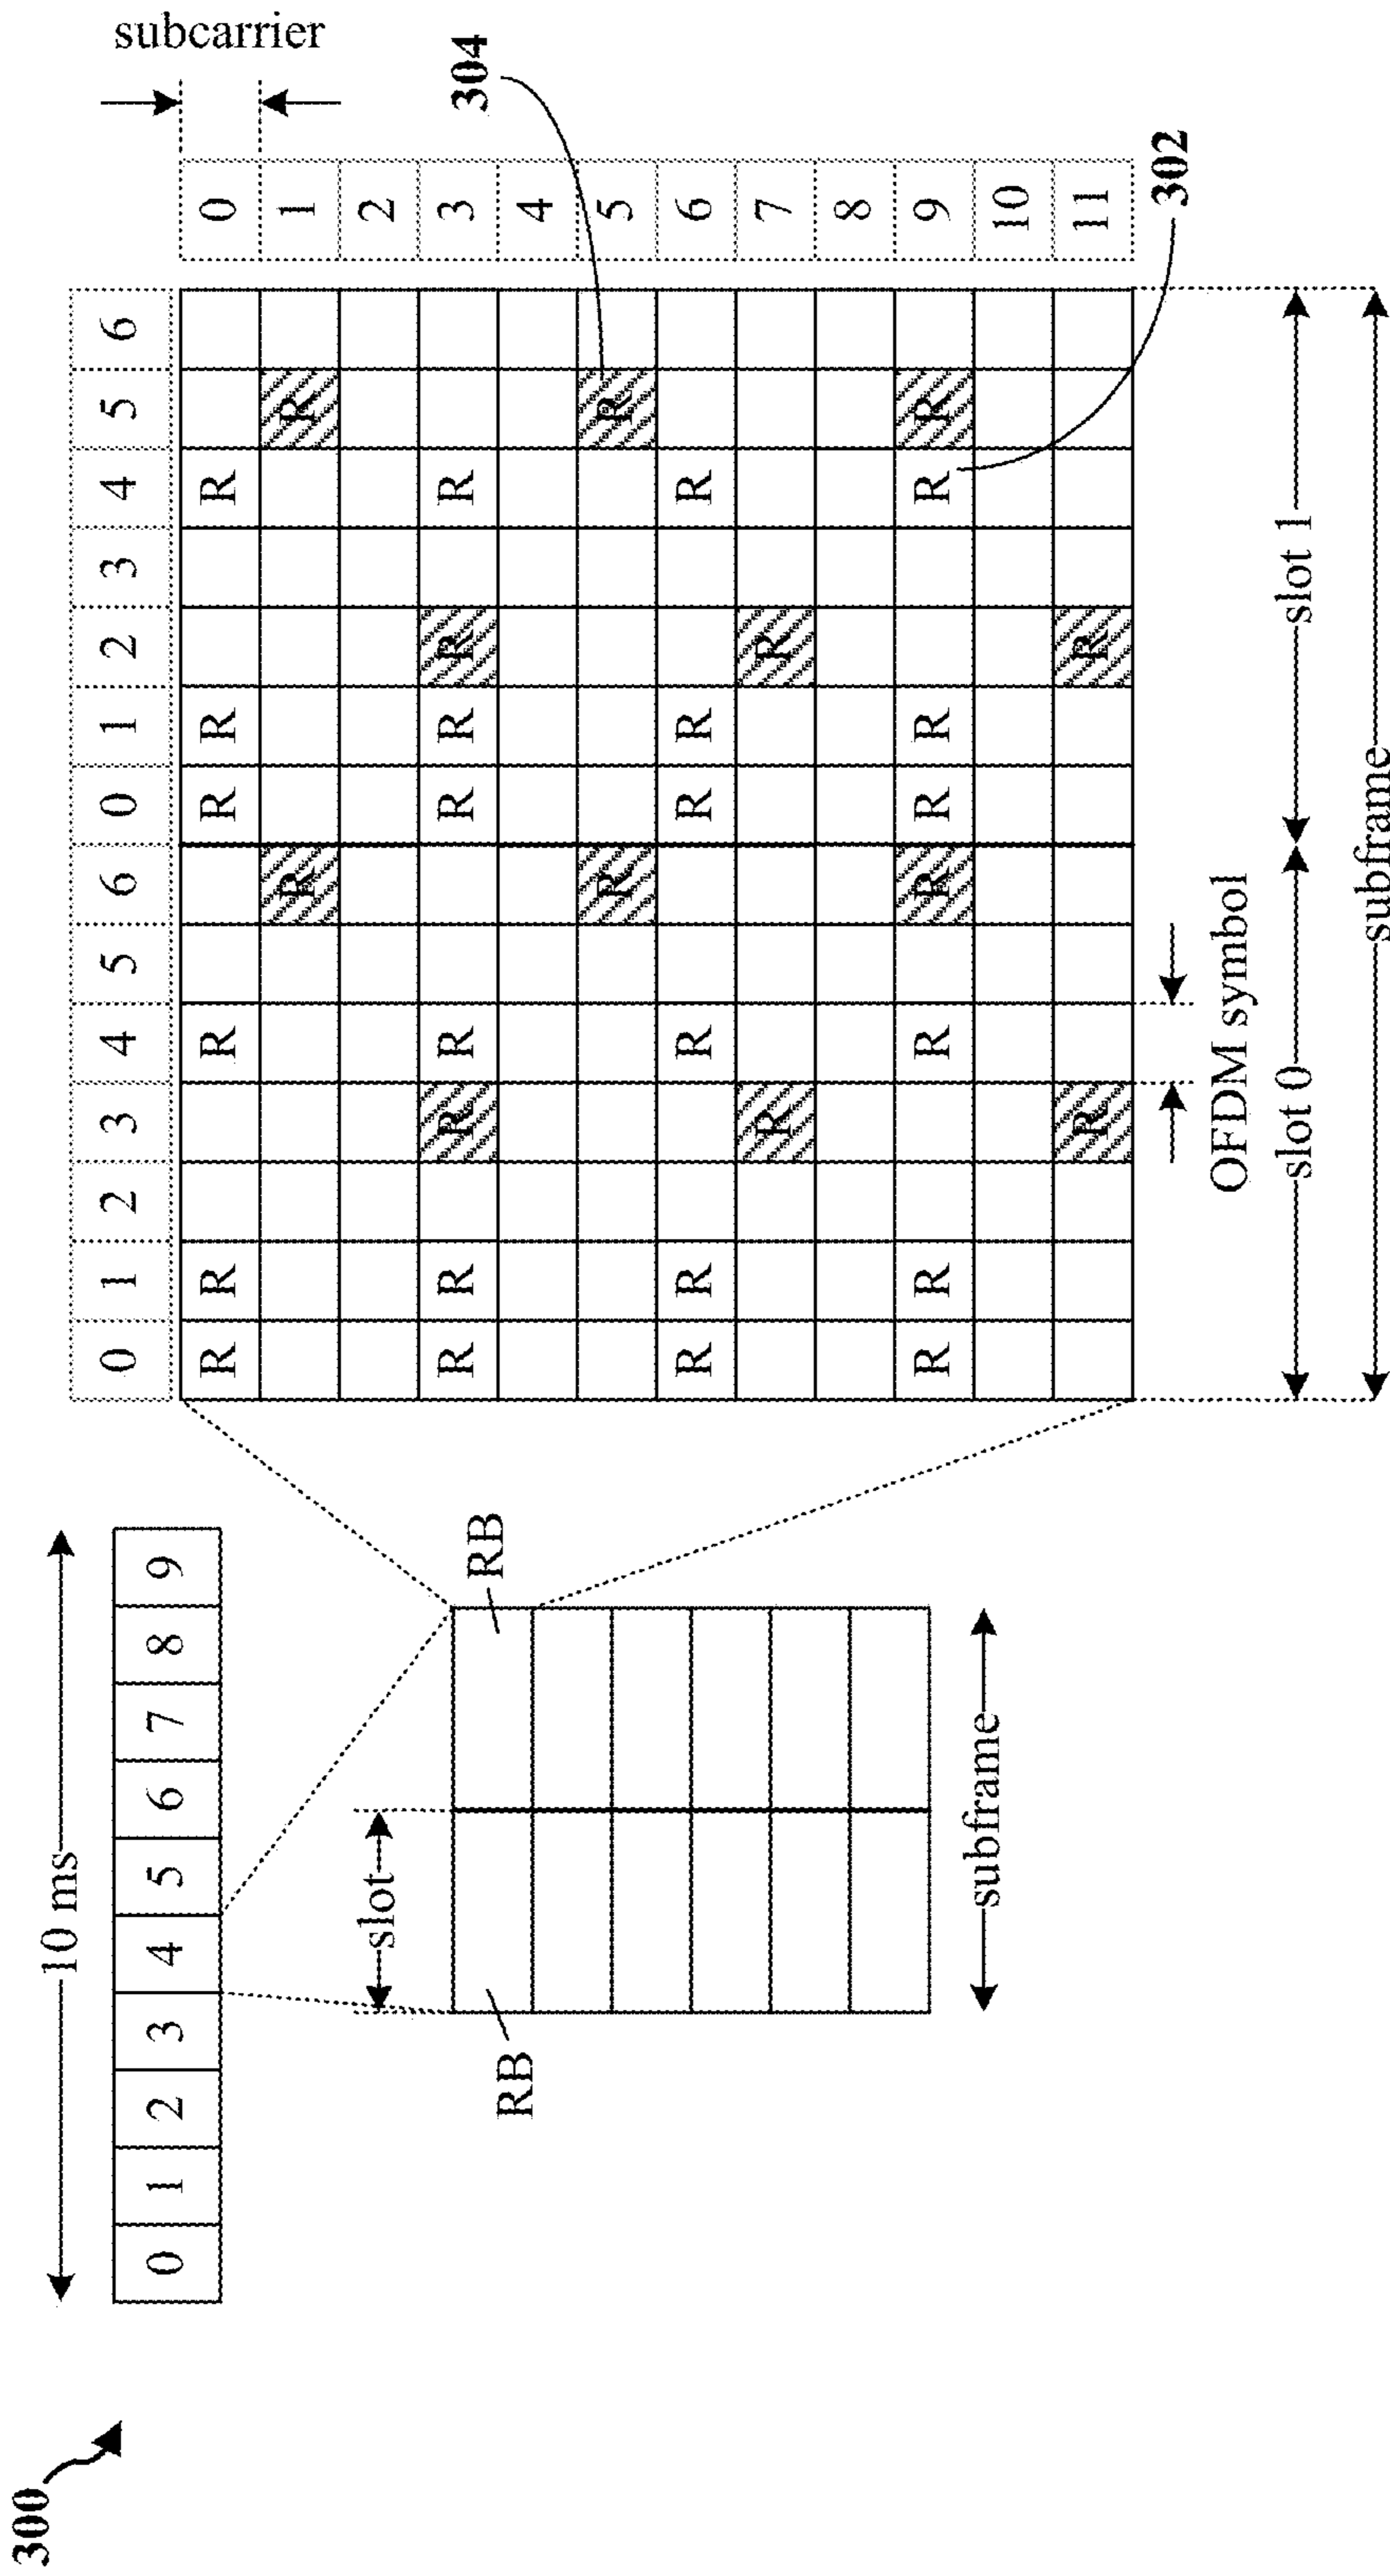 300
10 ms
0 1 2 3 4 5 6 7 8 9
slot
RB RB
subframe
0 1 2 3 4 5 6 0 1 2 3 4 5 6
subcarrier
R R R R R R 0
R R 1
2
R R R R R R R R 3
304
4
R R 5
R R R R R R 6
R R 7
8
R R R R R R R R 9
10
R R 11
302
OFDM symbol
slot 0 slot 1
subframe